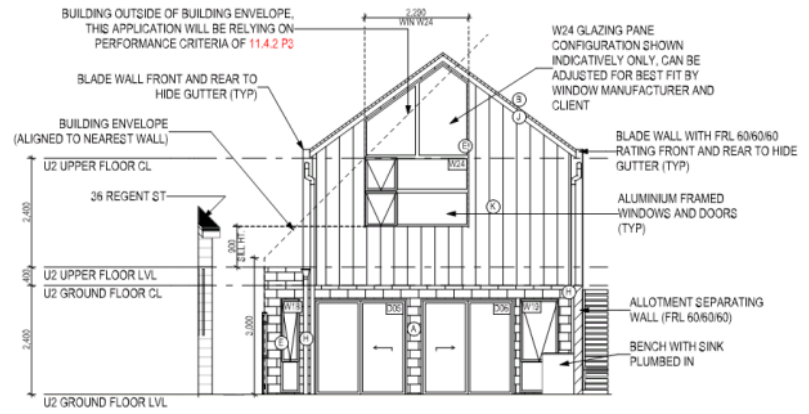 BUILDING OUTSIDE OF BUILDING ENVELOPE,
THIS APPLICATION WILL BE RELYING ON
PERFORMANCE CRITERIA OF 11.4.2 P3
BLADE WALL FRONT AND REAR TO
HIDE GUTTER (TYP)
BUILDING ENVELOPE
(ALIGNED TO NEAREST WALL)
U2 UPPER FLOOR CL
36 REGENT ST
U2 UPPER FLOOR LVL
U2 GROUND FLOOR CL
U2 GROUND FLOOR LVL
2,400
400
2,400
900
SILL HT.
3,000
2,200
WIN W24
W24 GLAZING PANE
CONFIGURATION SHOWN
INDICATIVELY ONLY, CAN BE
ADJUSTED FOR BEST FIT BY
WINDOW MANUFACTURER AND
CLIENT
BLADE WALL WITH FRL 60/60/60
RATING FRONT AND REAR TO HIDE
GUTTER (TYP)
ALUMINIUM FRAMED
WINDOWS AND DOORS
(TYP)
ALLOTMENT SEPARATING
WALL (FRL 60/60/60)
BENCH WITH SINK
PLUMBED IN
B
J
E
W24
K
H
D05
A
D06
E
H